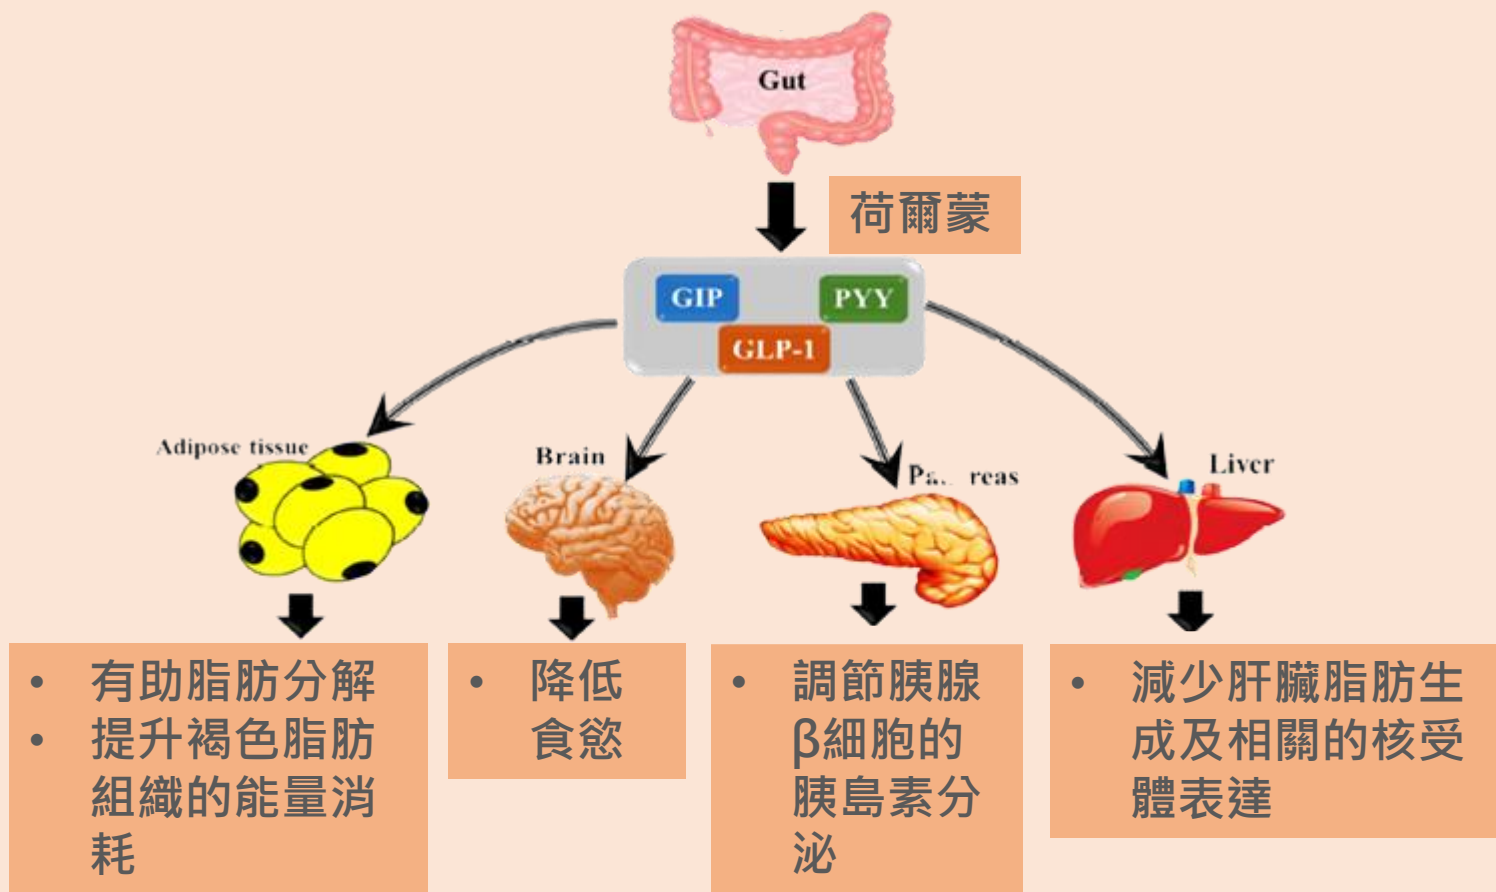 Gut
荷爾蒙
GIP
PYY
GLP-1
Adipose tissue
Brain
Liver
• 有助脂肪分解
• 提升褐色脂肪
組織的能量消
耗
• 降低
食慾
• 調節胰腺
β細胞的
胰島素分
泌
• 減少肝臟脂肪生
成及相關的核受
體表達